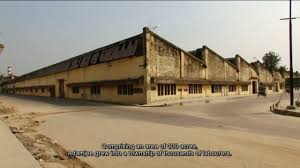 Comprising an area of 300 acres,
Adamjee grew into a township of thousands of labourers.